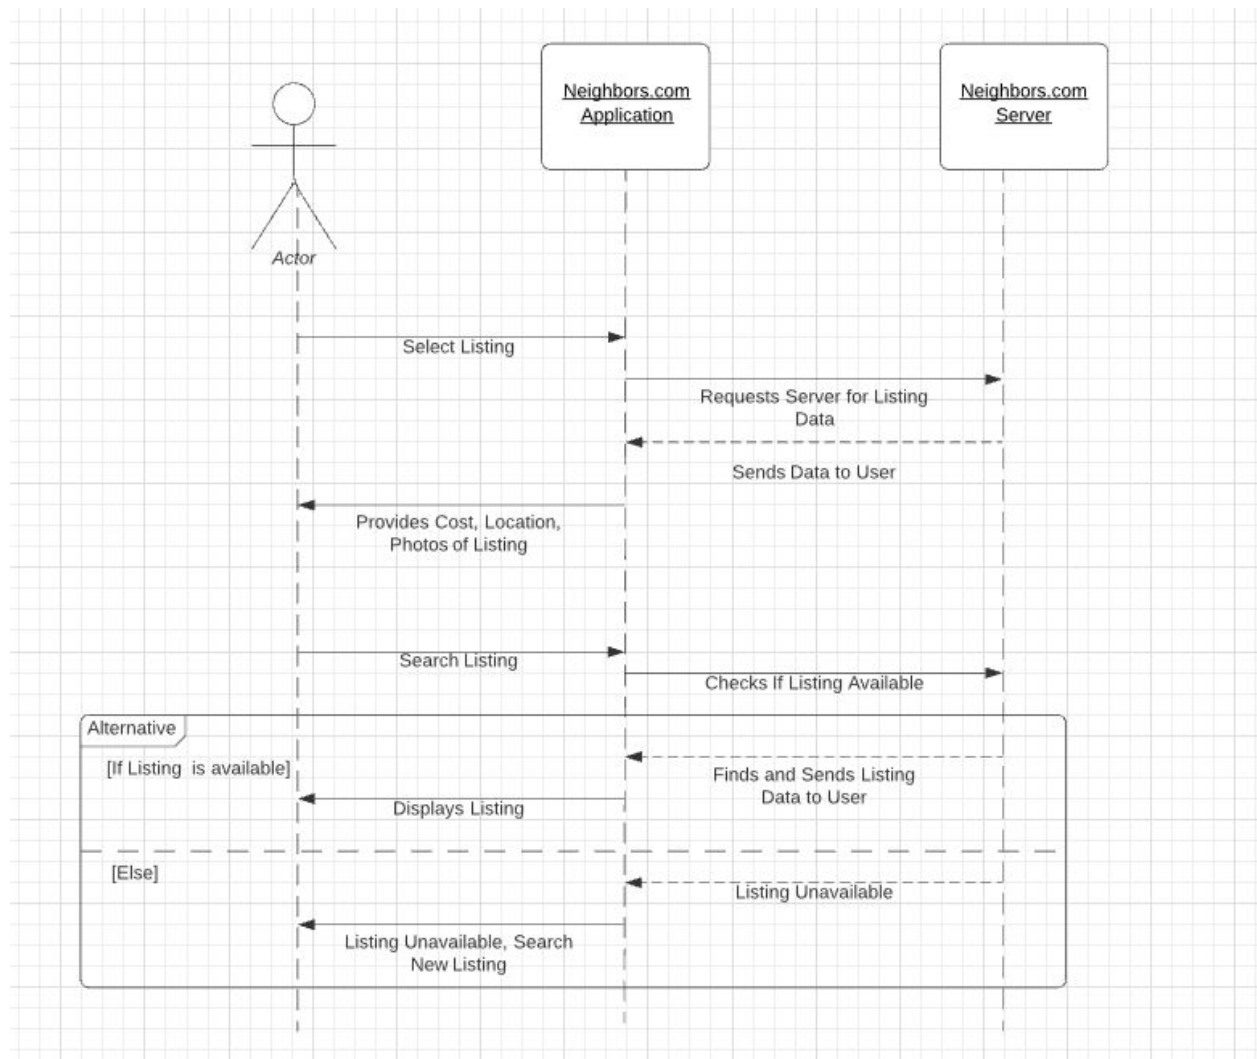 Neighbors.com
Application
Neighbors.com
Server
Actor
Select Listing
Requests Server for Listing
Data
Sends Data to User
Provides Cost, Location,
Photos of Listing
Search Listing
Checks If Listing Available
Alternative
[If Listing is available]
Finds and Sends Listing
Data to User
Displays Listing
[Else]
Listing Unavailable
Listing Unavailable, Search
New Listing